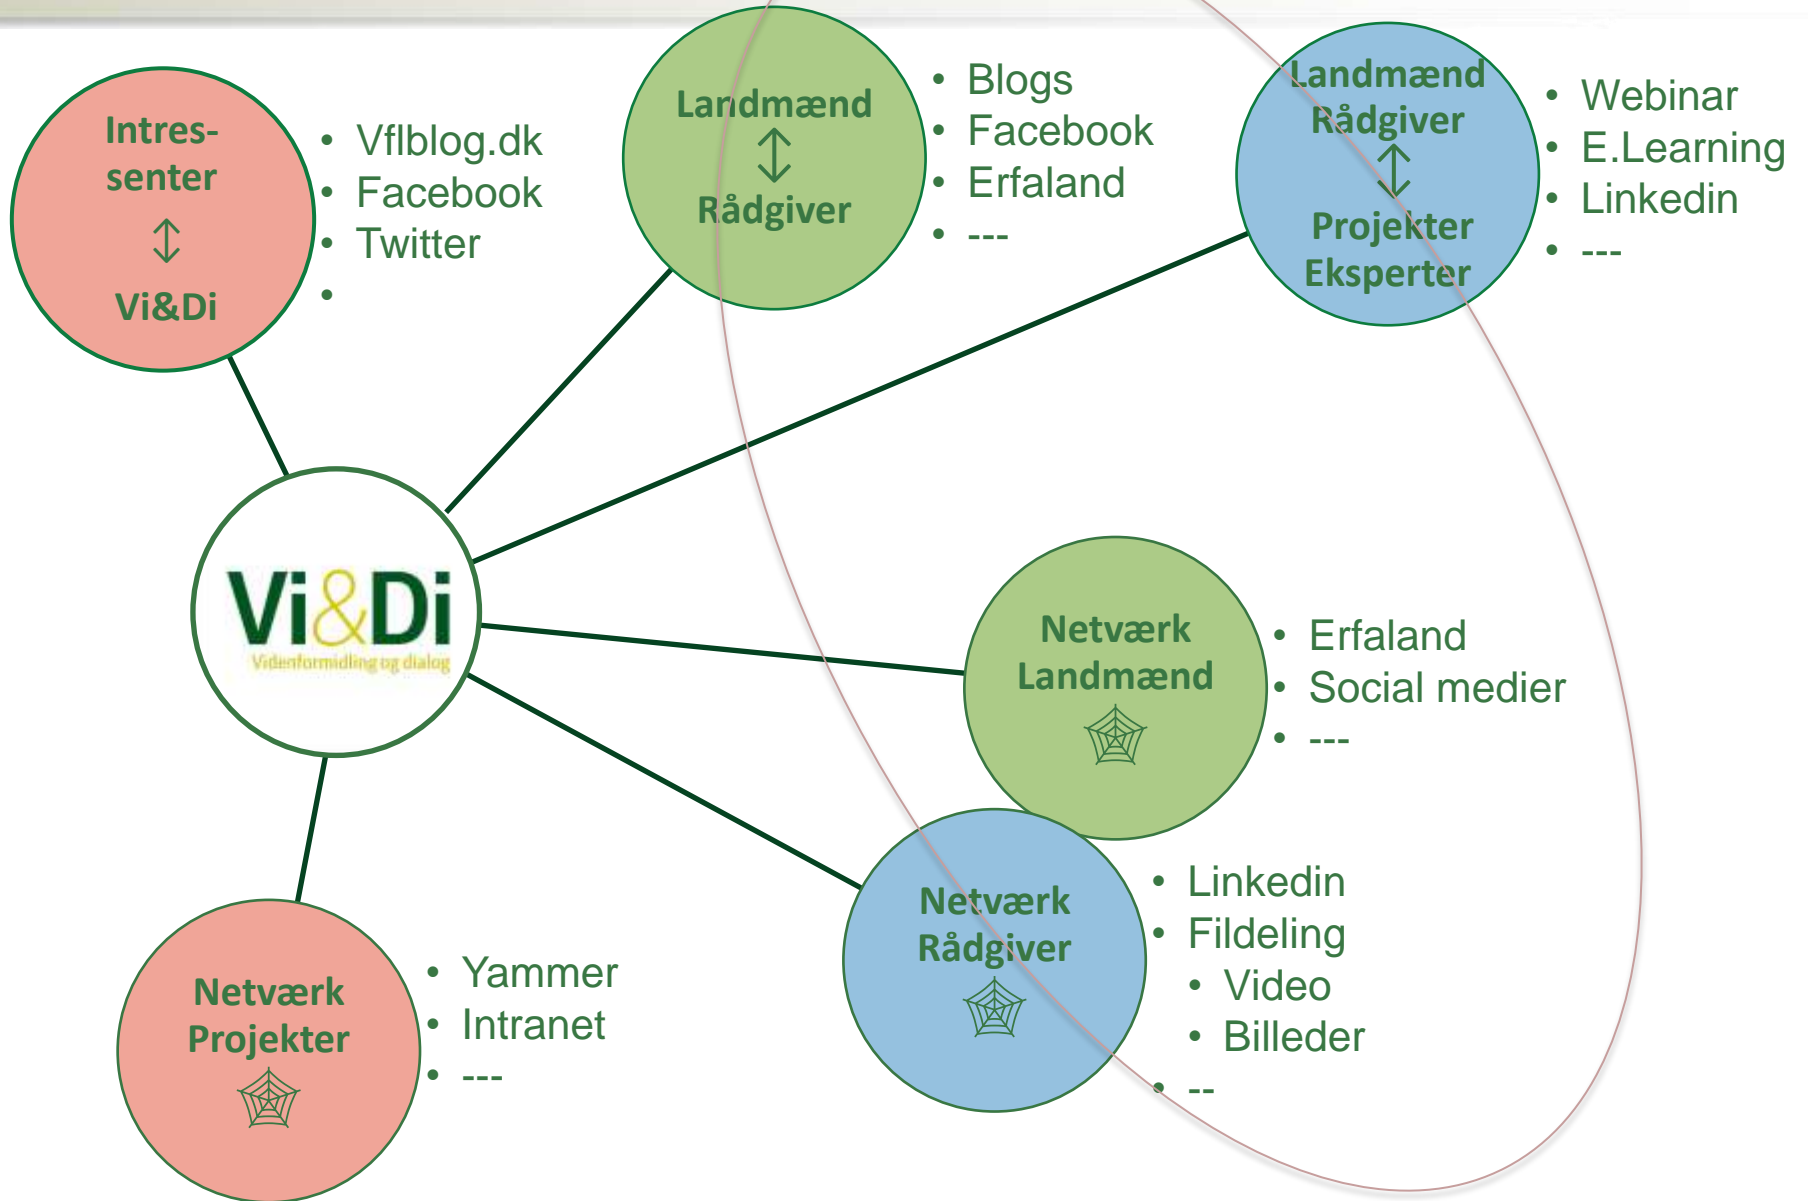 Intres-
senter
Vi&Di
• Vflblog.dk
• Facebook
• Twitter
•
Landmænd
Rådgiver
• Blogs
• Facebook
• Erfaland
• ---
Landmænd
Rådgiver
Projekter
Eksperter
• Webinar
• E.Learning
• Linkedin
• ---
Vi&Di
Videnformidling og dialog
Netværk
Landmænd
• Erfaland
• Social medier
• ---
Netværk
Rådgiver
• Linkedin
• Fildeling
• Video
• Billeder
• --
Netværk
Projekter
• Yammer
• Intranet
• ---